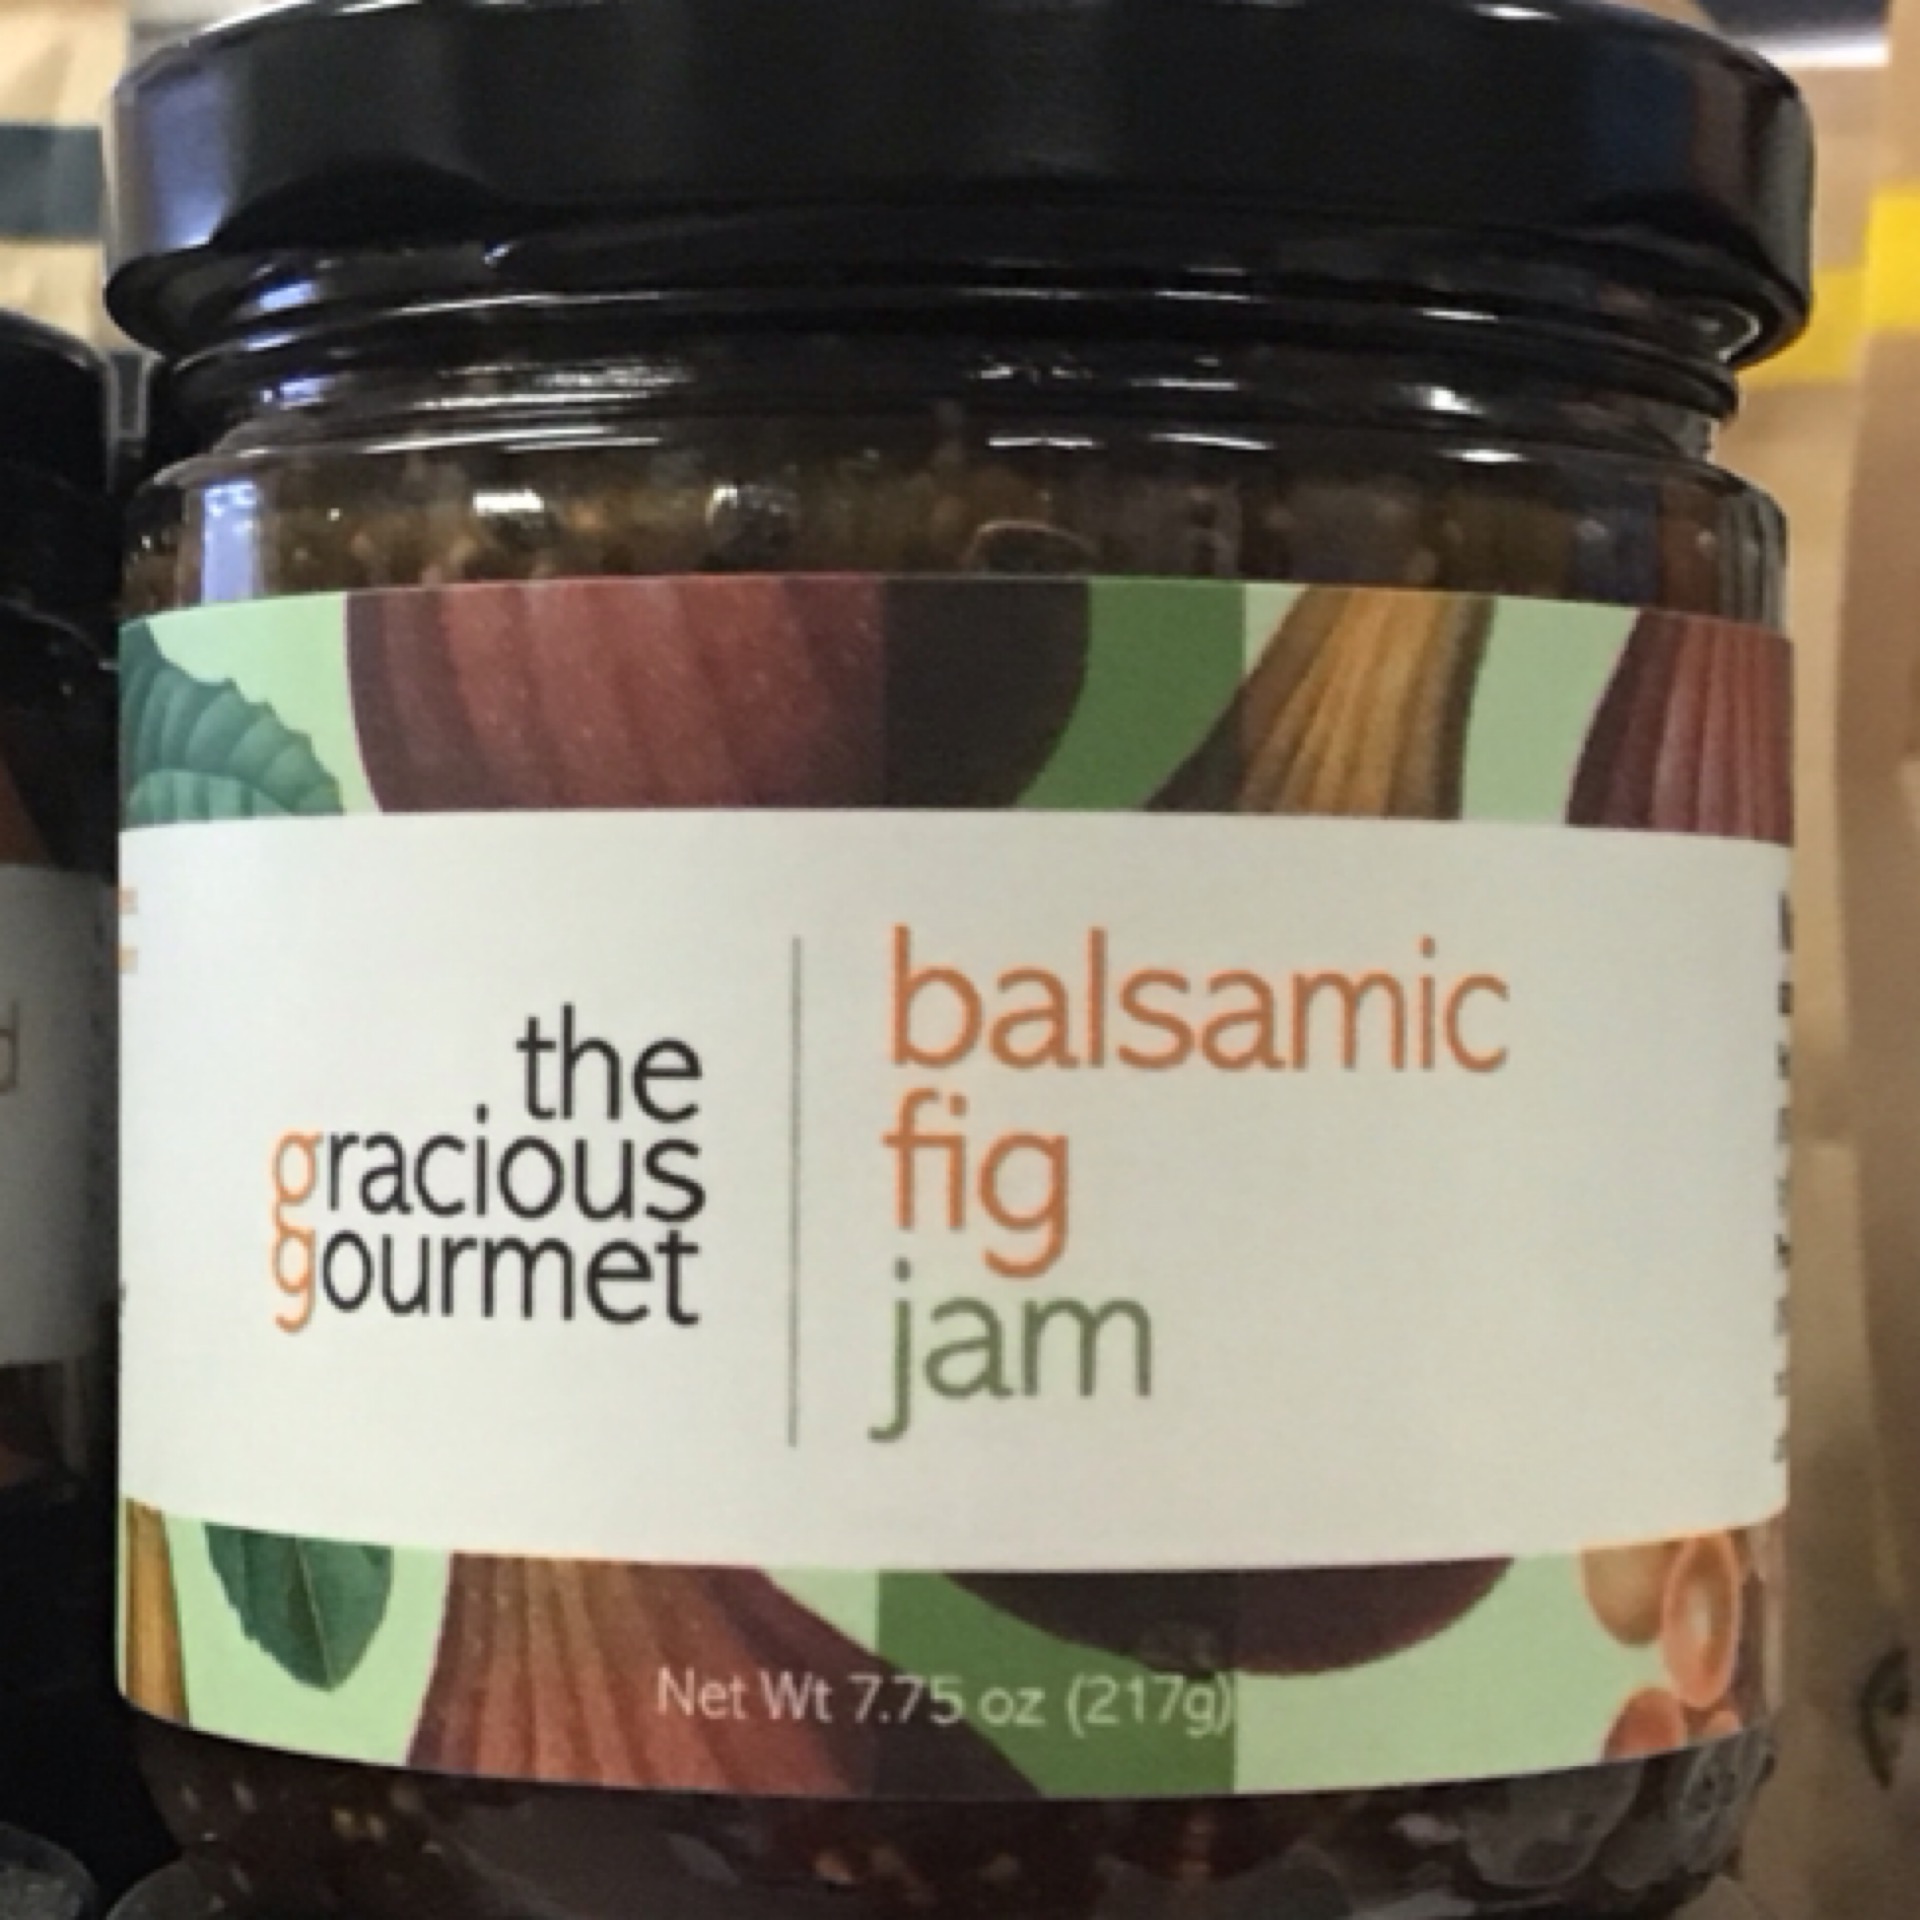 the
gracious
gourmet
balsamic
fig
jam
Net Wt 7.75 oz (217g)